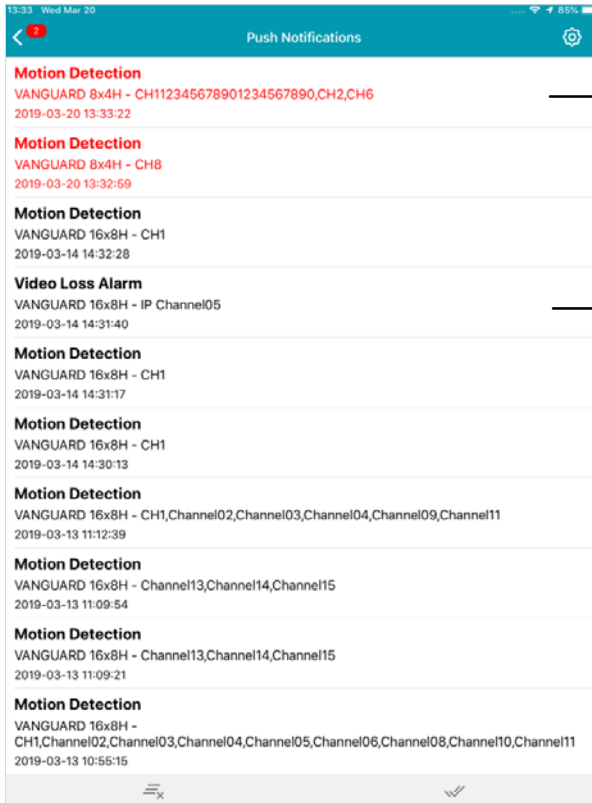 13:33 Wed Mar 20
85%
2
Push Notifications
Motion Detection
VANGUARD 8x4H - CH112345678901234567890,CH2,CH6
2019-03-20 13:33:22
Motion Detection
VANGUARD 8x4H - CH8
2019-03-20 13:32:59
Motion Detection
VANGUARD 16x8H - CH1
2019-03-14 14:32:28
Video Loss Alarm
VANGUARD 16x8H - IP Channel05
2019-03-14 14:31:40
Motion Detection
VANGUARD 16x8H - CH1
2019-03-14 14:31:17
Motion Detection
VANGUARD 16x8H - CH1
2019-03-14 14:30:13
Motion Detection
VANGUARD 16x8H - CH1,Channel02,Channel03,Channel04,Channel09,Channel11
2019-03-13 11:12:39
Motion Detection
VANGUARD 16x8H - Channel13,Channel14,Channel15
2019-03-13 11:09:54
Motion Detection
VANGUARD 16x8H - Channel13,Channel14,Channel15
2019-03-13 11:09:21
Motion Detection
VANGUARD 16x8H -
CH1,Channel02,Channel03,Channel04,Channel05,Channel06,Channel08,Channel10,Channel11
2019-03-13 10:55:15